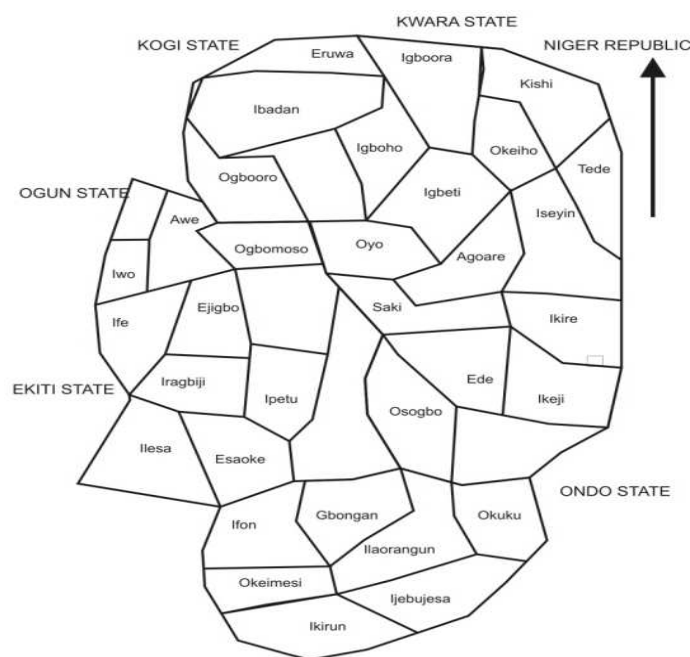 KWARA STATE
KOGI STATE
NIGER REPUBLIC
Eruwa
Igboora
Kishi
Ibadan
Igboho
Okeiho
Tede
Ogbooro
Igbeti
OGUN STATE
Awe
Iseyin
Ogbomoso
Oyo
Agoare
Iwo
Saki
Ejigbo
Ikire
Ife
EKITI STATE
Iragbiji
Ede
Ipetu
Ikeji
Osogbo
Ilesa
Esaoke
ONDO STATE
Gbongan
Okuku
Ifon
Ilaorangun
Okeimesi
Ijebujesa
Ikirun